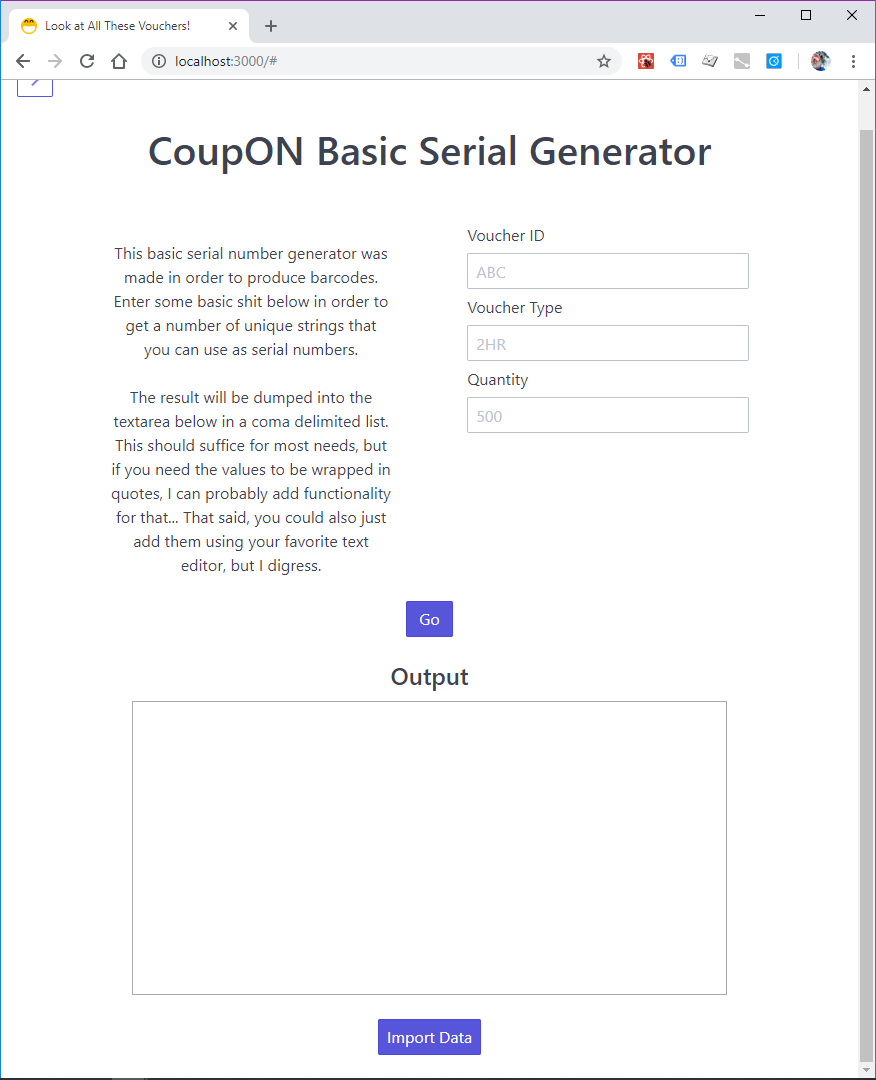 Look at All These Vouchers!
localhost:3000/#
CoupON Basic Serial Generator
This basic serial number generator was
made in order to produce barcodes.
Enter some basic shit below in order to
get a number of unique strings that
you can use as serial numbers.
The result will be dumped into the
textarea below in a coma delimited list.
This should suffice for most needs, but
if you need the values to be wrapped in
quotes, I can probably add functionality
for that... That said, you could also just
add them using your favorite text
editor, but I digress.
Voucher ID
ABC
Voucher Type
2HR
Quantity
500
Go
Output
Import Data